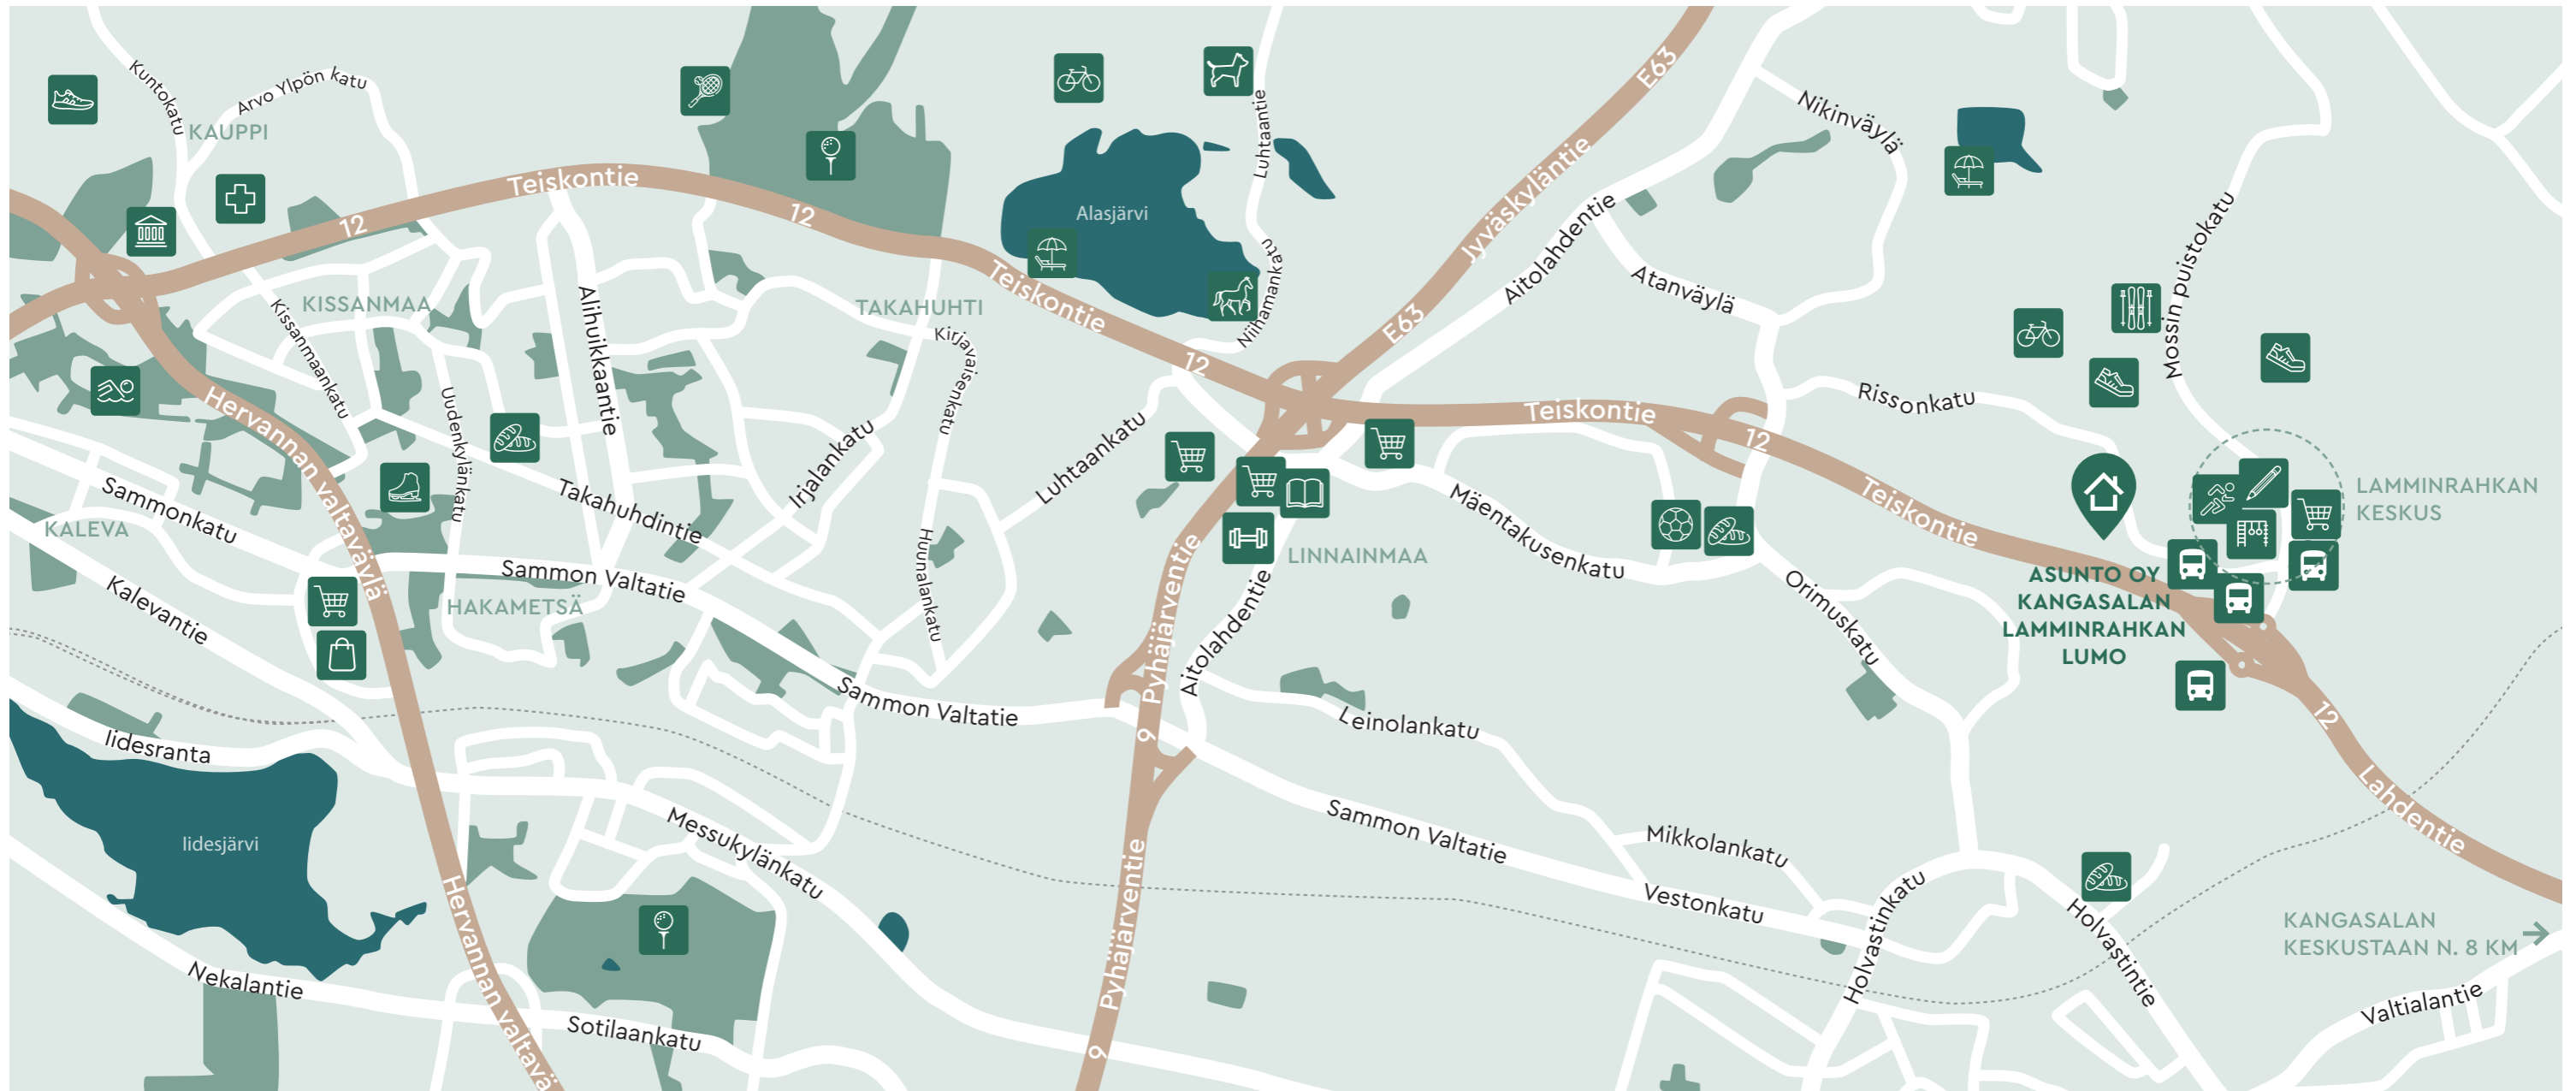 Kuntokatu
Arvo Ylpön katu
KAUPPI
12
Teiskontie
12
KISSANMAA
Kissanmaankatu
Alihuikkaantie
Uudenkylänkatu
TAKAHUHTI
Kirjavaisenkatu
Alasjärvi
Luhtaantie
Niihamankatu
Teiskontie
12
E63
Jyväskyläntie
E63
Aitolahdentie
Nikinväylä
Atanväylä
Mossin puistokatu
Rissonkatu
Teiskontie
12
Teiskontie
Hervannan valtaväylä
Sammonkatu
KALEVA
Kalevantie
Takahuhdintie
Irjalankatu
Luhtaankatu
Huunalankatu
Sammon Valtatie
HAKAMETSÄ
LINNAINMAA
Mäentakusenkatu
Orimuskatu
LAMMINRAHKAN
KESKUS
ASUNTO OY
KANGASALAN
LAMMINRAHKAN
LUMO
Pyhäjärventie
9
Aitolahdentie
Sammon Valtatie
Leinolankatu
12
Lahdentie
Iidesranta
Iidesjärvi
Messukylänkatu
Sammon Valtatie
Mikkolankatu
Vestonkatu
Holvastinkatu
Holvastintie
KANGASALAN
KESKUSTAAN N. 8 KM
Valtialantie
Nekalantie
Hervannan valtavä
Sotilaankatu
Pyhäjärventie
9